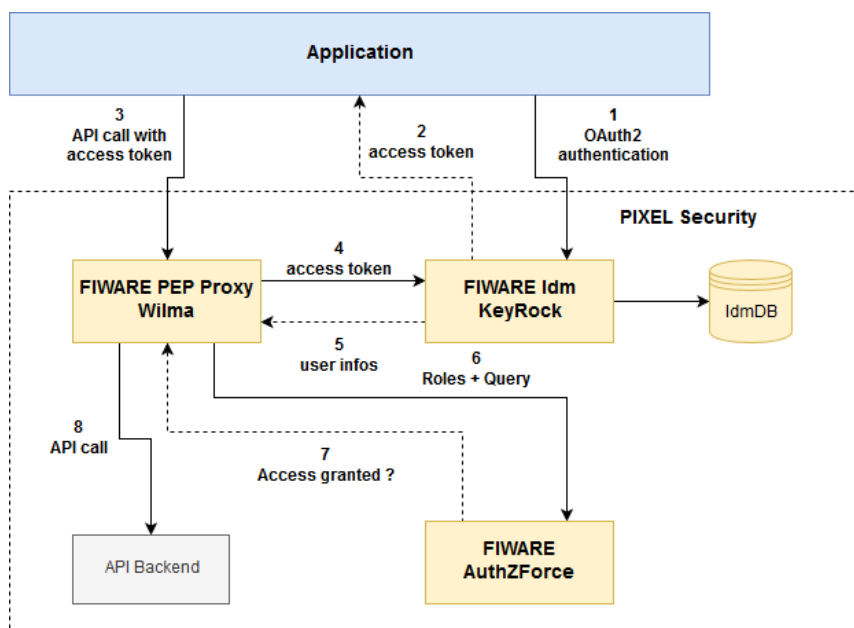 Application
3
API call with
access token
2
access token
1
OAuth2
authentication
PIXEL Security
FIWARE PEP Proxy
Wilma
4
access token
FIWARE Idm
KeyRock
IdmDB
5
user infos
6
Roles + Query
8
API call
7
Access granted ?
API Backend
FIWARE
AuthZForce